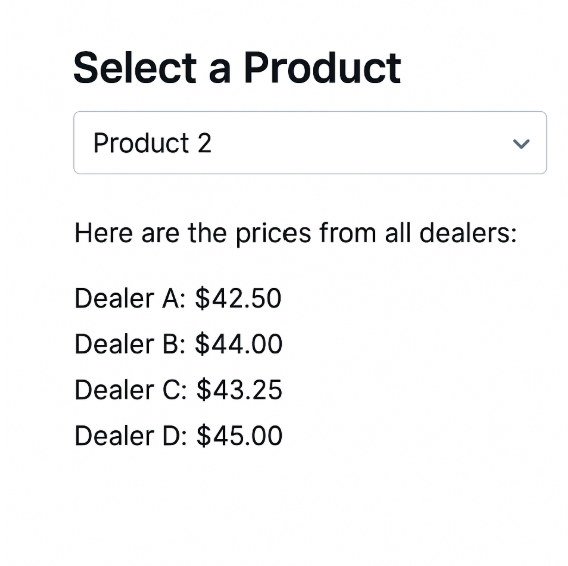 Select a Product
Product 2
Here are the prices from all dealers:
Dealer A: $42.50
Dealer B: $44.00
Dealer C: $43.25
Dealer D: $45.00